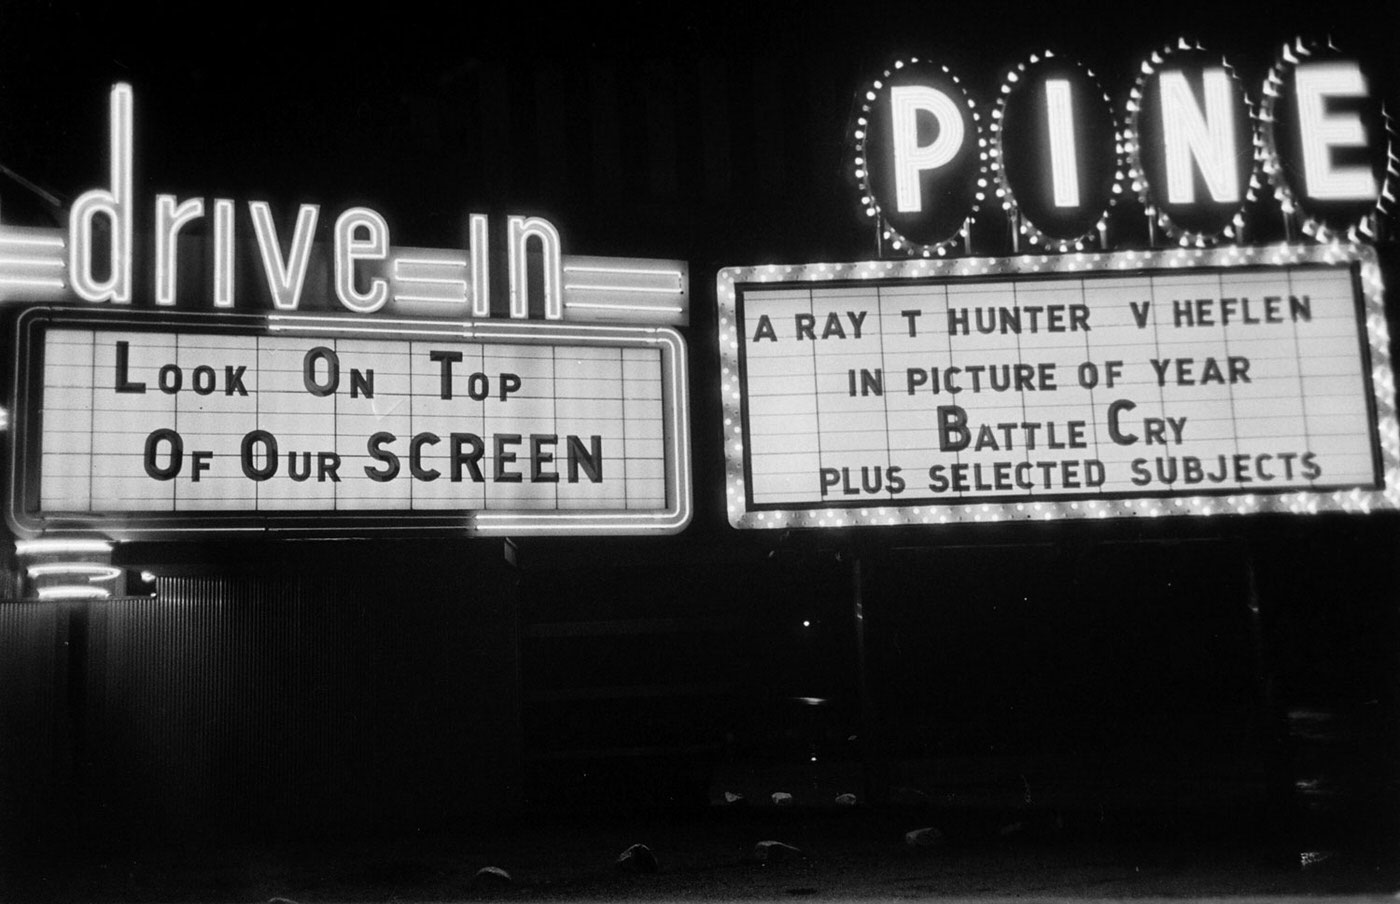 drive-in
Look On Top
Of Our SCREEN
PINE
A RAY T HUNTER V HEFLEN
IN PICTURE OF YEAR
BATTLE CRY
PLUS SELECTED SUBJECTS